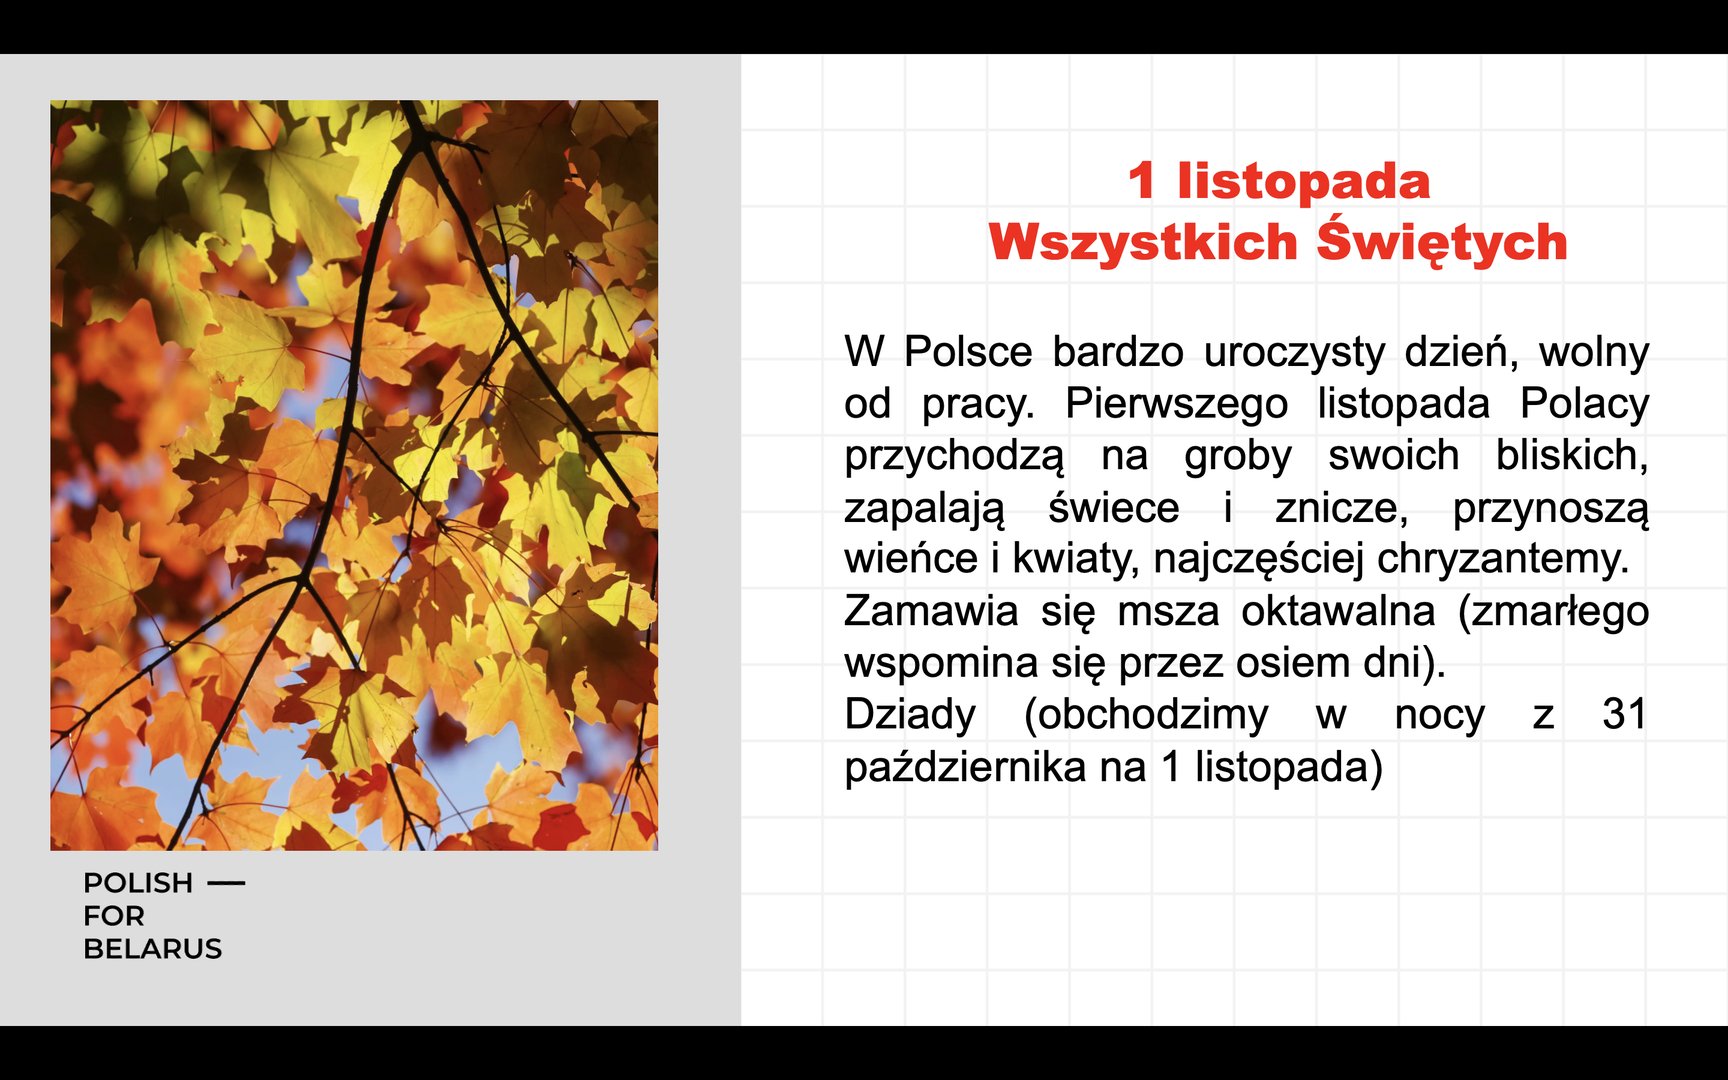 1 listopada
Wszystkich Świętych
W Polsce bardzo uroczysty dzień, wolny
od pracy. Pierwszego listopada Polacy
przychodzą na groby swoich bliskich,
zapalają świece i znicze, przynoszą
wieńce i kwiaty, najczęściej chryzantemy.
Zamawia się msza oktawalna (zmarłego
wspomina się przez osiem dni).
Dziady (obchodzimy w nocy z 31
października na 1 listopada)
POLISH —
FOR
BELARUS